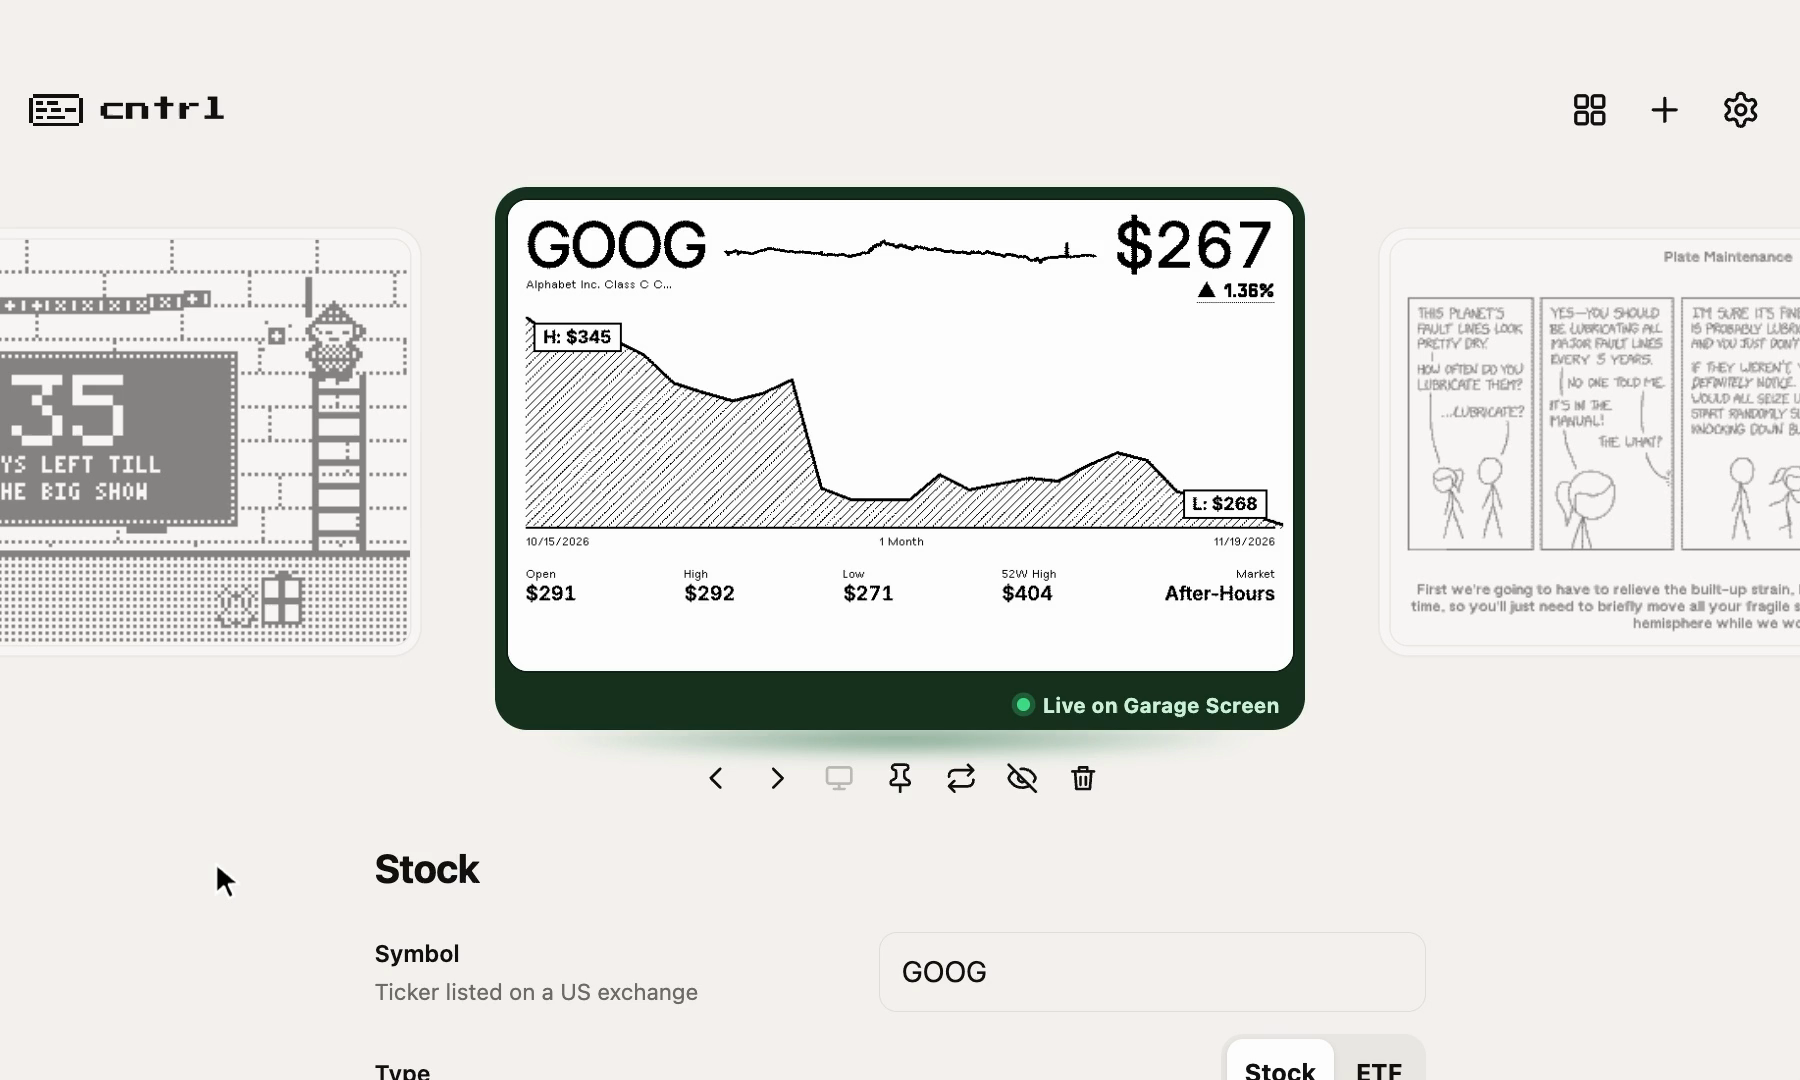 cntrl
35
YS LEFT TILL
HE BIG SHOW
GOOG
$267
Alphabet Inc. Class C C...
▲ 1.36%
H: $345
L: $268
10/15/2026
1 Month
11/19/2026
Open
$291
High
$292
Low
$271
52W High
$404
Market
After-Hours
Live on Garage Screen
Plate Maintenance
THIS PLANET'S
FAULT LINES LOOK
PRETTY DRY.
HOW OFTEN DO YOU
LUBRICATE THEM?
...LUBRICATE?
YES—YOU SHOULD
BE LUBRICATING ALL
MAJOR FAULT LINES
EVERY 5 YEARS.
NO ONE TOLD ME.
IT'S IN THE
MANUAL!
THE WHAT?
I'M SURE IT'S FINE
IS PROBABLY LUBRI
AND YOU JUST DON'T
IF THEY WEREN'T
DEFINITELY NOTICE.
WOULD ALL SEIZE U
START RANDOMLY S
KNOCKING DOWN BU
First we're going to have to relieve the built-up strain.
time, so you'll just need to briefly move all your fragile s
hemisphere while we wo
Stock
Symbol
Ticker listed on a US exchange
GOOG
Type
Stock
ETF